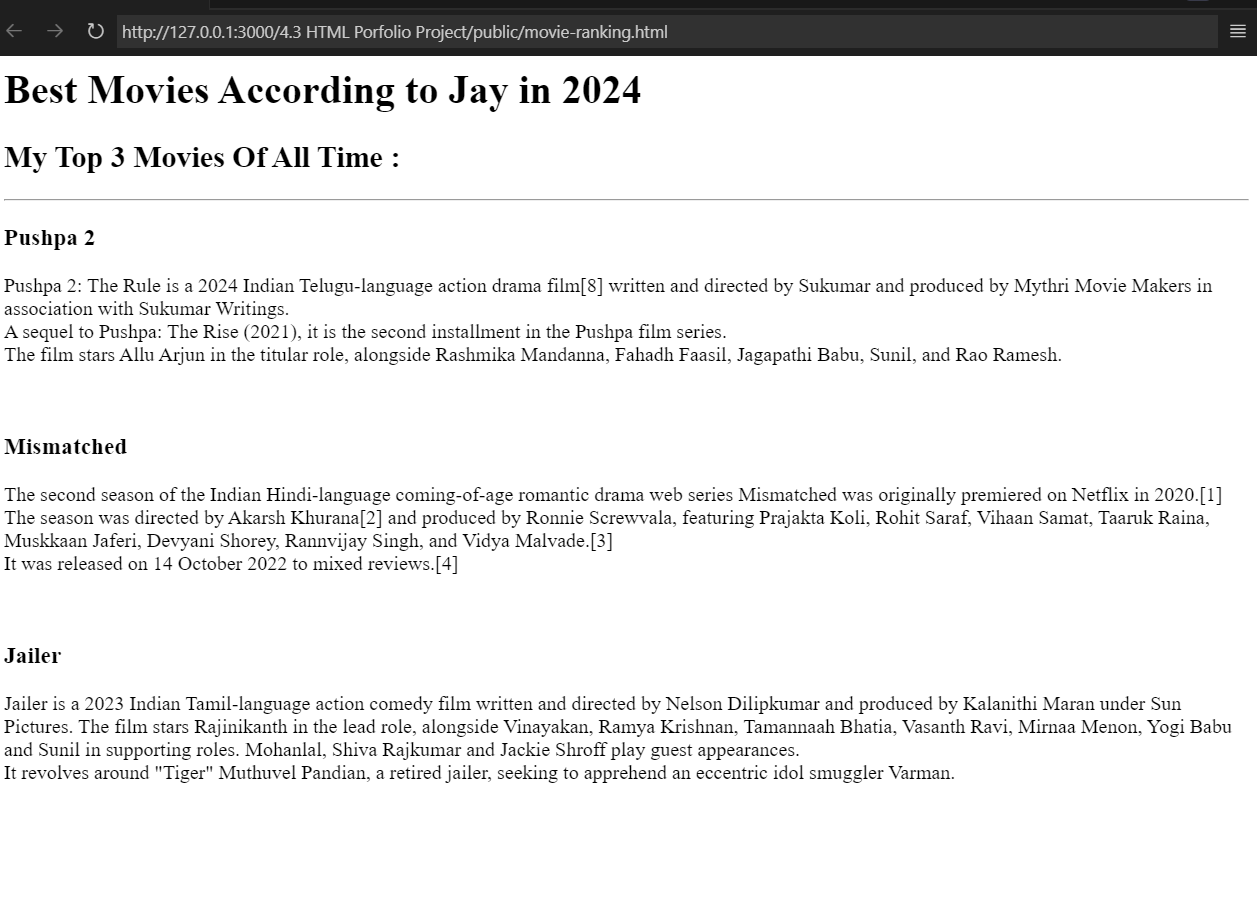 http://127.0.0.1:3000/4.3 HTML Porfolio Project/public/movie-ranking.html
Best Movies According to Jay in 2024
My Top 3 Movies Of All Time :
Pushpa 2
Pushpa 2: The Rule is a 2024 Indian Telugu-language action drama film[8] written and directed by Sukumar and produced by Mythri Movie Makers in
association with Sukumar Writings.
A sequel to Pushpa: The Rise (2021), it is the second installment in the Pushpa film series.
The film stars Allu Arjun in the titular role, alongside Rashmika Mandanna, Fahadh Faasil, Jagapathi Babu, Sunil, and Rao Ramesh.
Mismatched
The second season of the Indian Hindi-language coming-of-age romantic drama web series Mismatched was originally premiered on Netflix in 2020.[1]
The season was directed by Akarsh Khurana[2] and produced by Ronnie Screwvala, featuring Prajakta Koli, Rohit Saraf, Vihaan Samat, Taaruk Raina,
Muskkaan Jaferi, Devyani Shorey, Rannvijay Singh, and Vidya Malvade.[3]
It was released on 14 October 2022 to mixed reviews.[4]
Jailer
Jailer is a 2023 Indian Tamil-language action comedy film written and directed by Nelson Dilipkumar and produced by Kalanithi Maran under Sun
Pictures. The film stars Rajinikanth in the lead role, alongside Vinayakan, Ramya Krishnan, Tamannaah Bhatia, Vasanth Ravi, Mirnaa Menon, Yogi Babu
and Sunil in supporting roles. Mohanlal, Shiva Rajkumar and Jackie Shroff play guest appearances.
It revolves around "Tiger" Muthuvel Pandian, a retired jailer, seeking to apprehend an eccentric idol smuggler Varman.